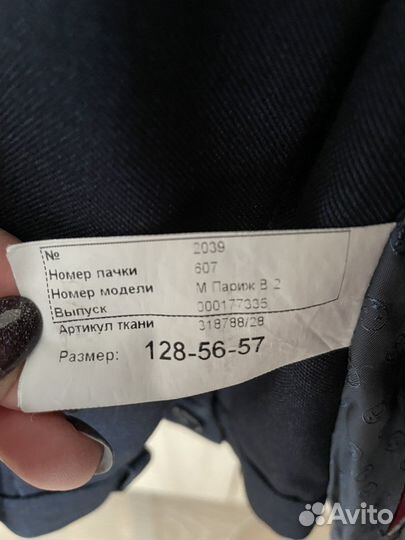 № 2039
Номер пачки 607
Номер модели М Париж В 2
Выпуск 000177335
Артикул ткани 318788/28
Размер: 128-56-57
Avito